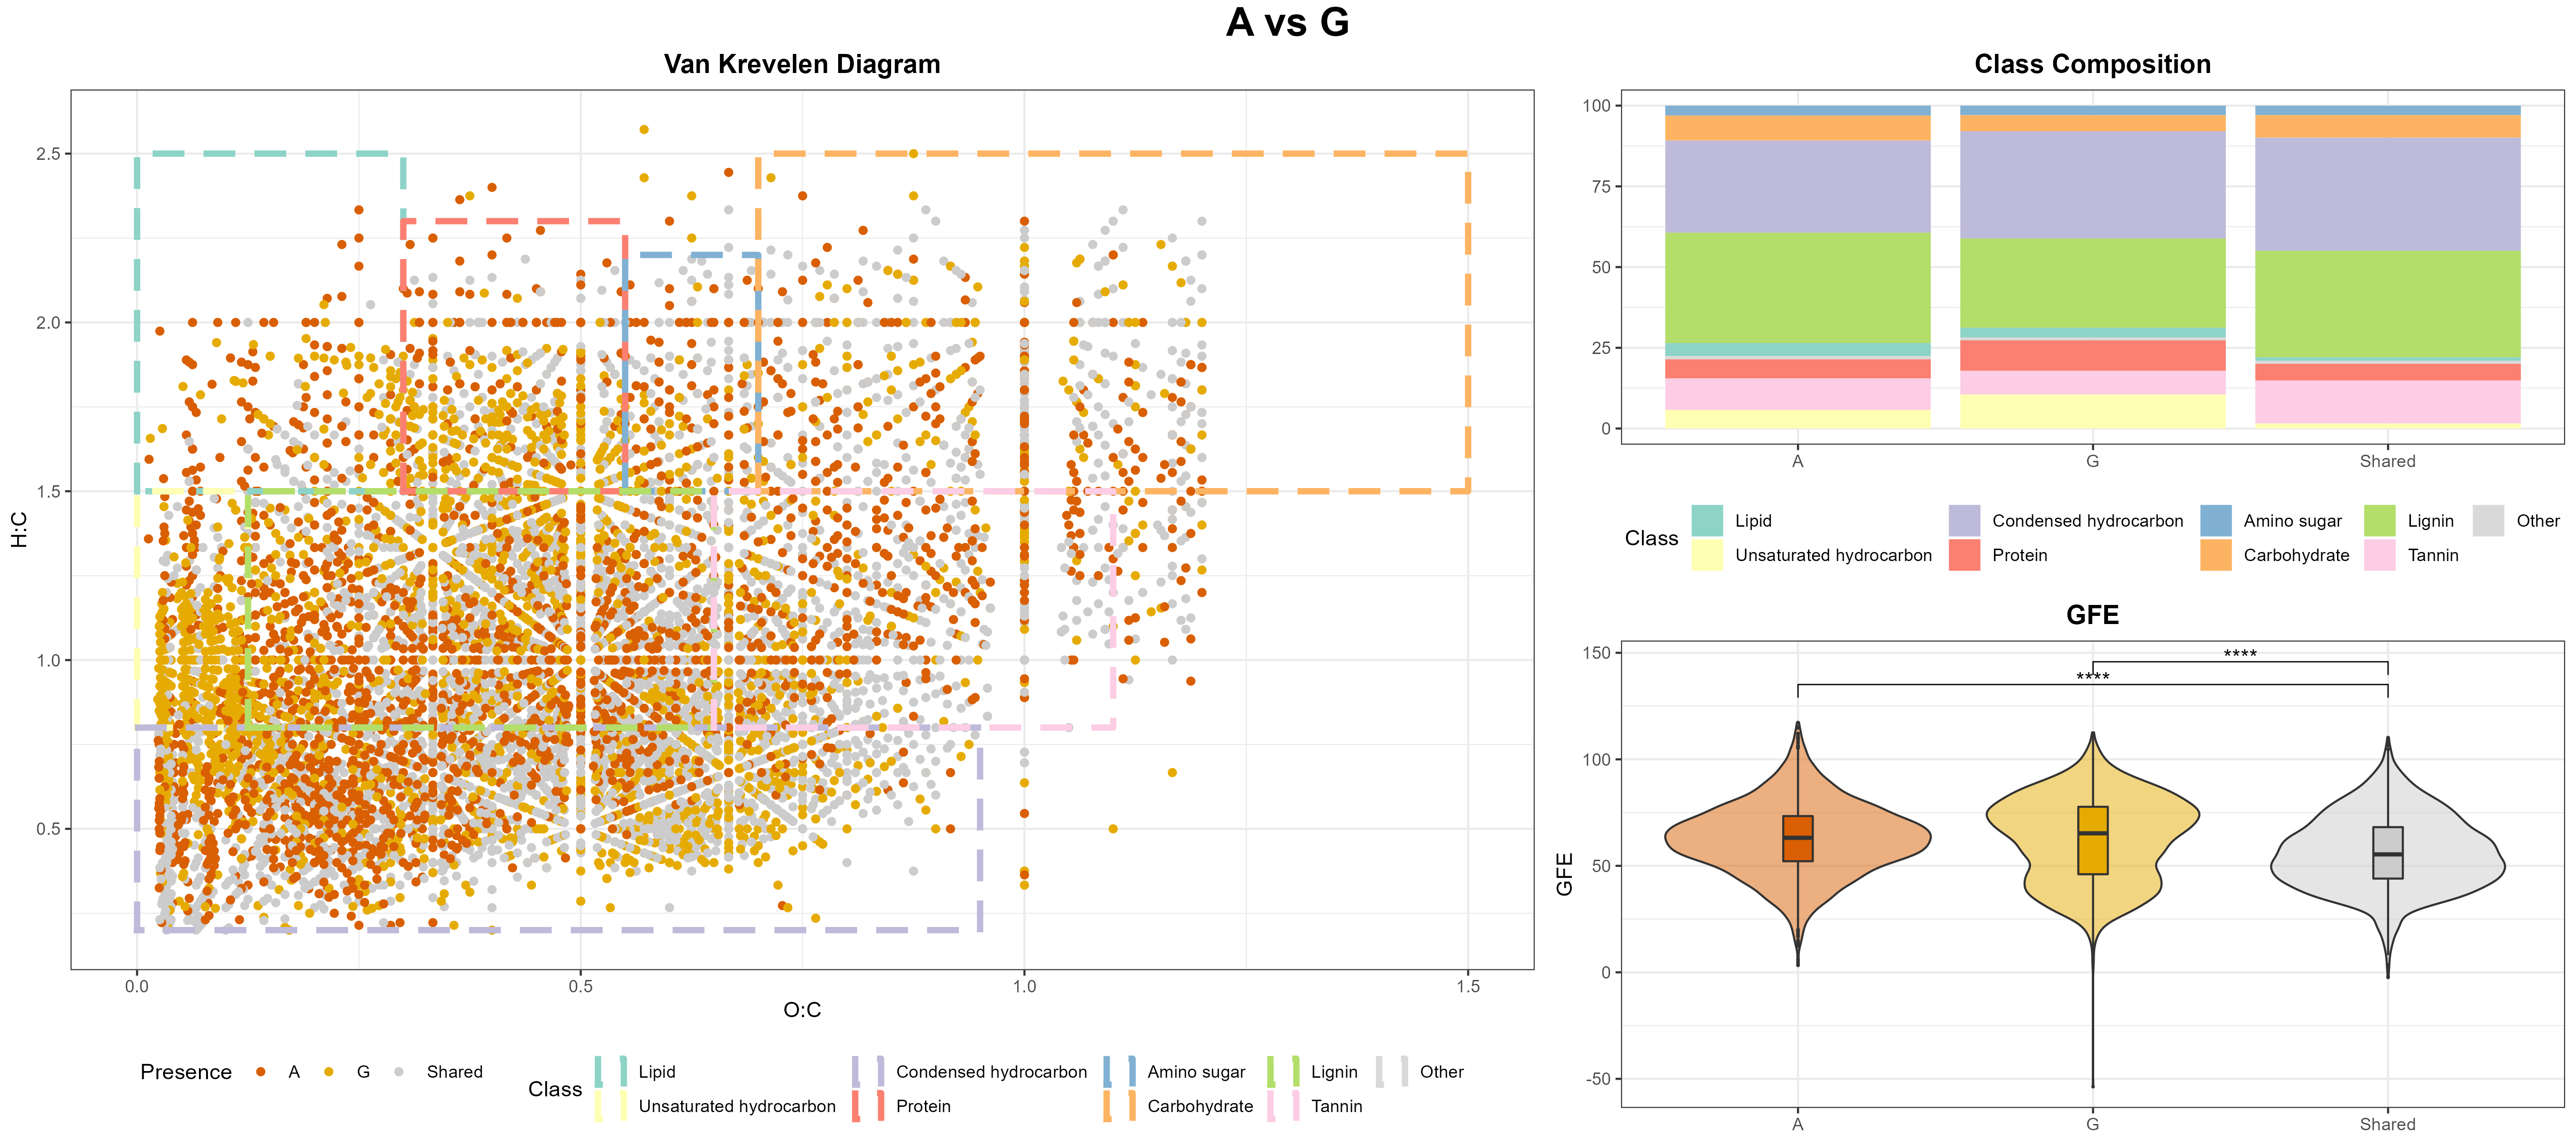 A vs G
Van Krevelen Diagram
H:C
2.5
2.0
1.5
1.0
0.5
0.0 0.5 1.0 1.5
O:C
Presence A G Shared
Class
Lipid Condensed hydrocarbon Amino sugar Lignin Other
Unsaturated hydrocarbon Protein Carbohydrate Tannin
Class Composition
100
75
50
25
0
A G Shared
Class
Lipid Condensed hydrocarbon Amino sugar Lignin Other
Unsaturated hydrocarbon Protein Carbohydrate Tannin
GFE
GFE
150
100
50
0
-50
****
****
A G Shared